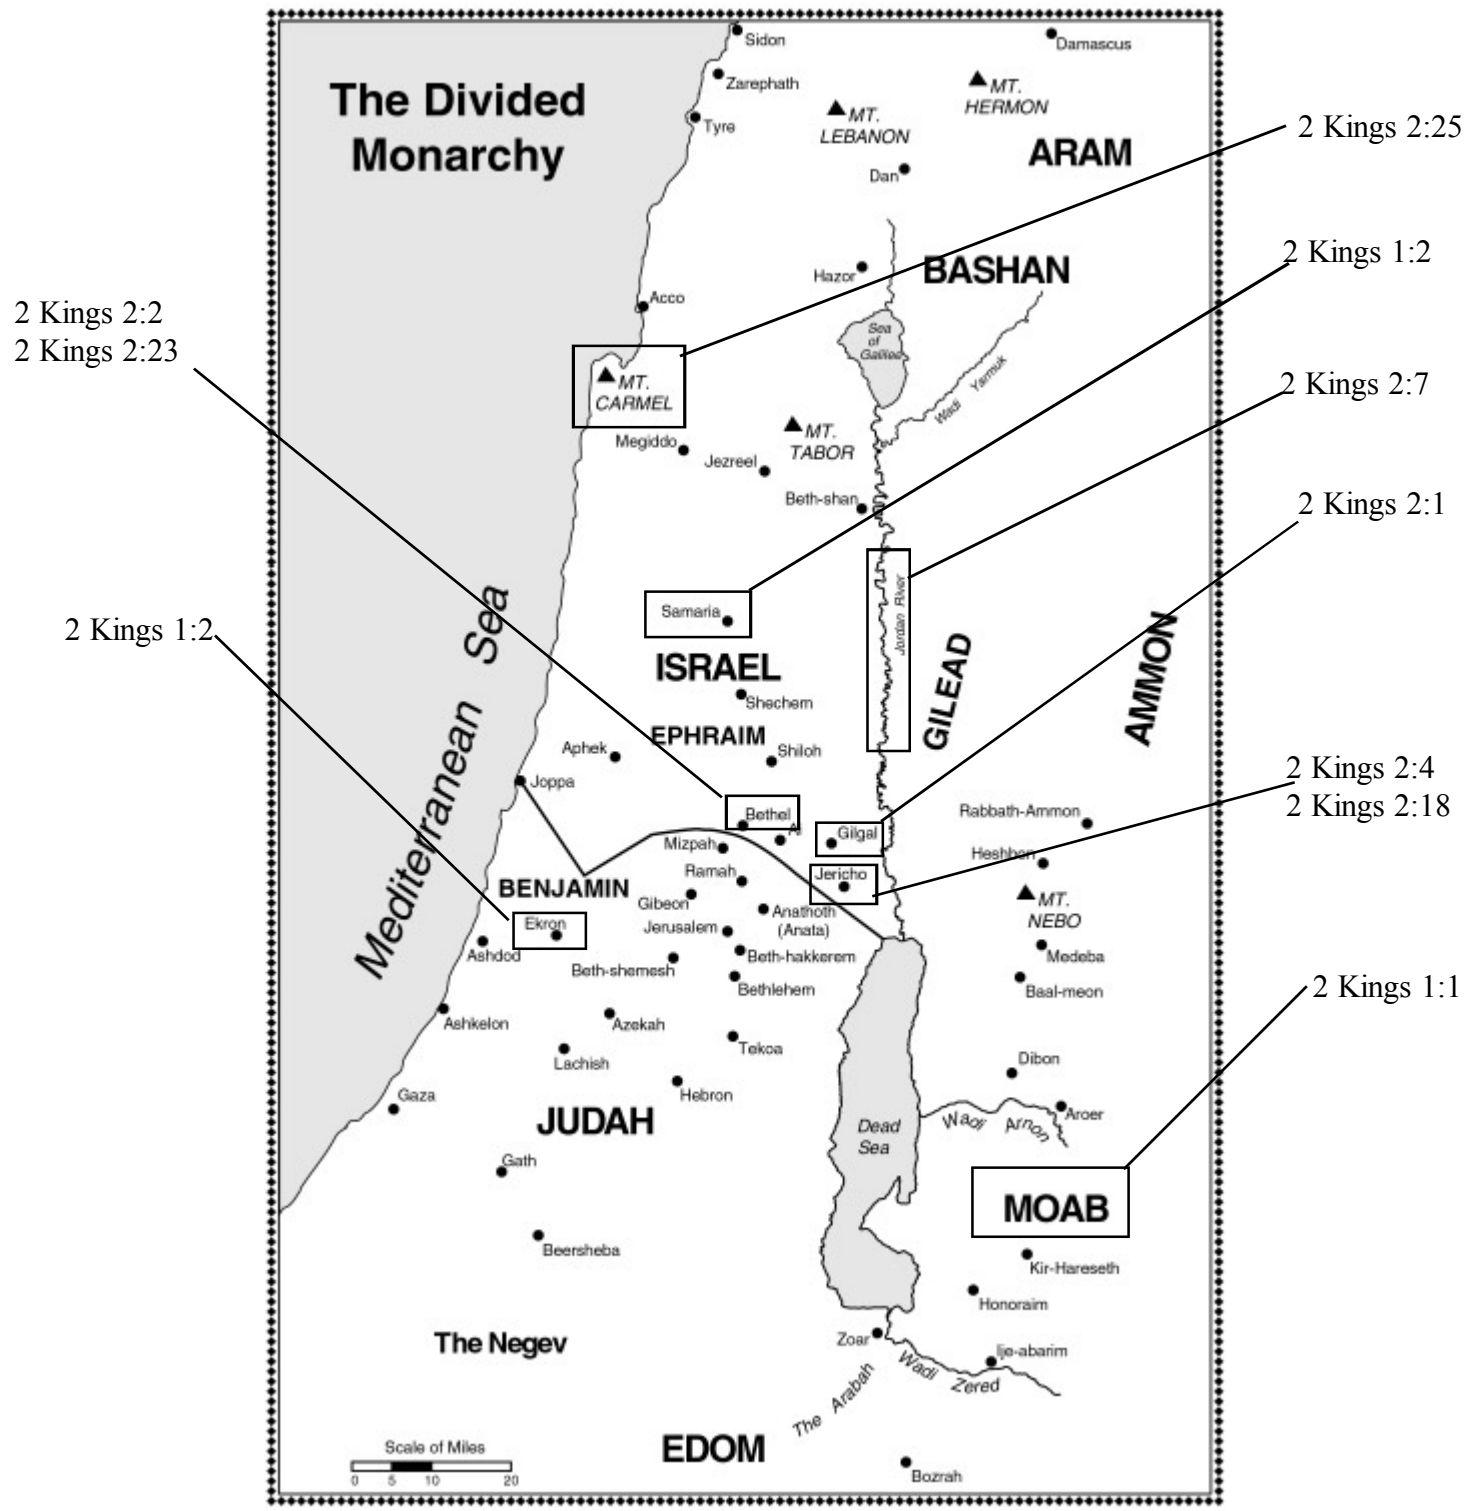 The Divided
Monarchy
Sidon
Damascus
Zarephath
MT.
HERMON
MT.
LEBANON
Tyre
2 Kings 2:25
ARAM
Dan
2 Kings 1:2
Hazor
BASHAN
Acco
2 Kings 2:2
2 Kings 2:23
Sea
of
Galilee
Wadi Yarmuk
MT.
CARMEL
2 Kings 2:7
Megiddo
MT.
TABOR
Jezreel
Beth-shan
2 Kings 2:1
Samaria
Jordan River
2 Kings 1:2
Mediterranean Sea
ISRAEL
GILEAD
AMMON
Shechem
EPHRAIM
Aphek
Shiloh
Joppa
2 Kings 2:4
2 Kings 2:18
Bethel
Rabbath-Ammon
Ai
Gilgal
Mizpah
Heshbon
Ramah
Jericho
BENJAMIN
Gibeon
MT.
NEBO
Anathoth
(Anata)
Ekron
Jerusalem
Ashdod
Beth-hakkerem
Medeba
Beth-shemesh
Bethlehem
Baal-meon
2 Kings 1:1
Ashkelon
Azekah
Tekoa
Lachish
Dibon
Hebron
Gaza
Aroer
JUDAH
Wadi Arnon
Dead
Sea
Gath
MOAB
Beersheba
Kir-Hareseth
Honoraim
The Negev
Zoar
Ije-abarim
Wadi Zered
The Arabah
EDOM
Scale of Miles
0 5 10 20
Bozrah